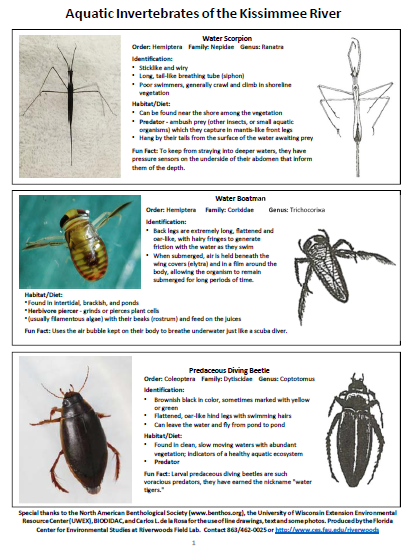 Aquatic Invertebrates of the Kissimmee River
Water Scorpion
Order: Hemiptera Family: Nepidae Genus: Ranatra
Identification:
• Sticklike and wiry
• Long, tail-like breathing tube (siphon)
• Poor swimmers, generally crawl and climb in shoreline
vegetation
Habitat/Diet:
• Can be found near the shore among the vegetation
• Predator - ambush prey (other insects, or small aquatic
organisms) which they capture in mantis-like front legs
• Hang by their tails from the surface of the water awaiting prey
Fun Fact: To keep from straying into deeper waters, they have
pressure sensors on the underside of their abdomen that inform
them of the depth.
Water Boatman
Order: Hemiptera Family: Corixidae Genus: Trichocorixa
Identification:
• Back legs are extremely long, flattened and
oar-like, with hairy fringes to generate
friction with the water as they swim
• When submerged, air is held beneath the
wing covers (elytra) and in a film around the
body, allowing the organism to remain
submerged for long periods of time.
Habitat/Diet:
• Found in intertidal, brackish, and ponds
• Herbivore piercer - grinds or pierces plant cells
• (usually filamentous algae) with their beaks (rostrum) and feed on the juices
Fun Fact: Uses the air bubble kept on their body to breathe underwater just like a scuba diver.
Predaceous Diving Beetle
Order: Coleoptera Family: Dytiscidae Genus: Coptotomus
Identification:
• Brownish black in color, sometimes marked with yellow
or green
• Flattened, oar-like hind legs with swimming hairs
• Can leave the water and fly from pond to pond
Habitat/Diet:
• Found in clean, slow moving waters with abundant
vegetation; indicators of a healthy aquatic ecosystem
• Predator
Fun Fact: Larval predaceous diving beetles are such
voracious predators, they have earned the nickname "water
tigers."
Special thanks to the North American Benthological Society (www.benthos.org), the University of Wisconsin Extension Environmental
Resource Center (UWEX), BIODIDAC, and Carlos L. de la Rosa for the use of line drawings, text and some photos. Produced by the Florida
Center for Environmental Studies at Riverwoods Field Lab. Contact 863/462-0025 or http://www.ces.fau.edu/riverwoods
1